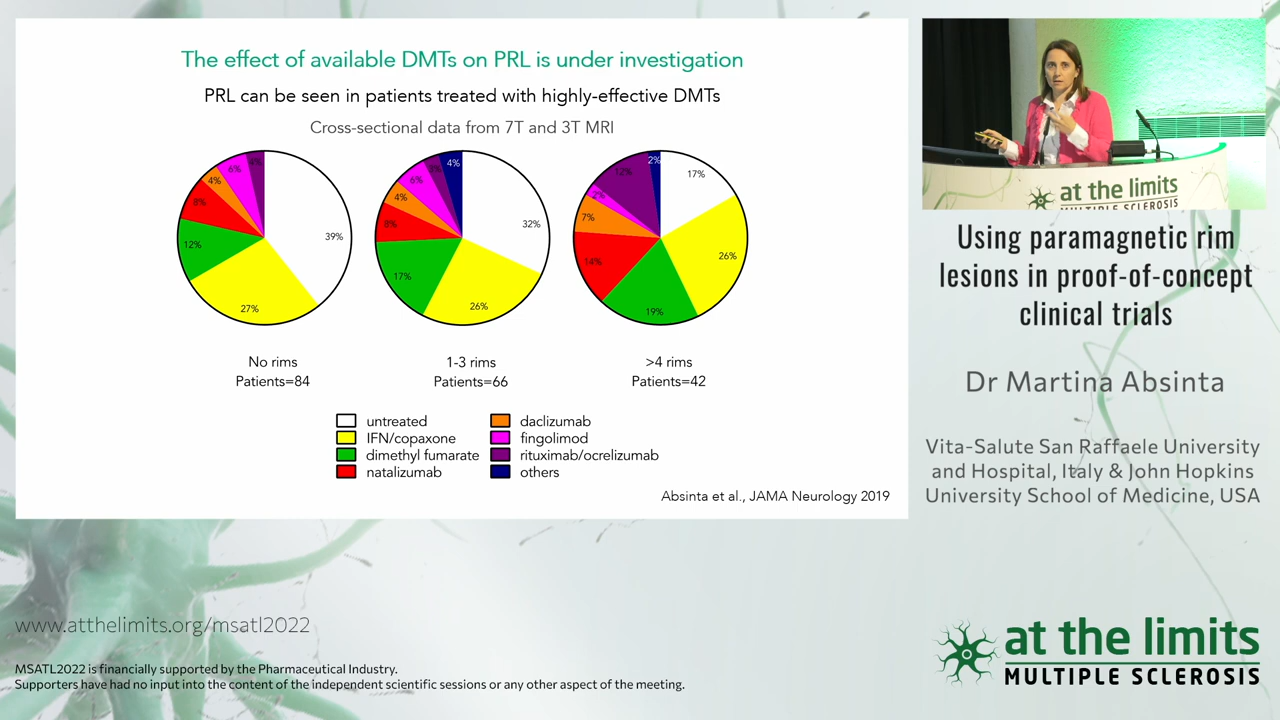 The effect of available DMTs on PRL is under investigation
PRL can be seen in patients treated with highly-effective DMTs
Cross-sectional data from 7T and 3T MRI
4%
6%
4%
8%
12%
27%
39%
4%
6%
4%
8%
17%
26%
32%
2%
12%
2%
7%
14%
19%
26%
17%
No rims
Patients=84
1-3 rims
Patients=66
>4 rims
Patients=42
untreated
IFN/copaxone
dimethyl fumarate
natalizumab
daclizumab
fingolimod
rituximab/ocrelizumab
others
Absinta et al., JAMA Neurology 2019
at the limits
MULTIPLE SCLEROSIS
Using paramagnetic rim
lesions in proof-of-concept
clinical trials
Dr Martina Absinta
Vita-Salute San Raffaele University
and Hospital, Italy & John Hopkins
University School of Medicine, USA
www.atthelimits.org/msatl2022
MSATL2022 is financially supported by the Pharmaceutical Industry.
Supporters have had no input into the content of the independent scientific sessions or any other aspect of the meeting.
at the limits
MULTIPLE SCLEROSIS